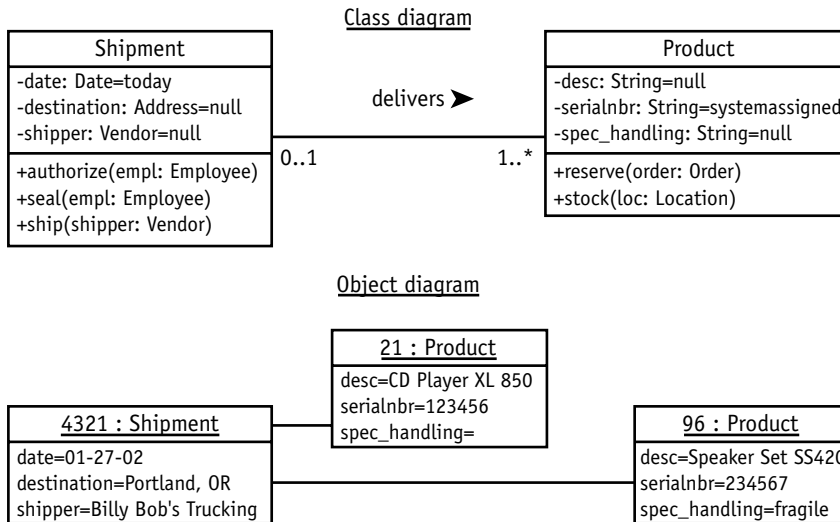 Class diagram
Shipment
-date: Date=today
-destination: Address=null
-shipper: Vendor=null
+authorize(empl: Employee)
+seal(empl: Employee)
+ship(shipper: Vendor)
delivers ➤
0..1
1..*
Product
-desc: String=null
-serialnbr: String=systemassigned
-spec_handling: String=null
+reserve(order: Order)
+stock(loc: Location)
Object diagram
21 : Product
desc=CD Player XL 850
serialnbr=123456
spec_handling=
4321 : Shipment
date=01-27-02
destination=Portland, OR
shipper=Billy Bob's Trucking
96 : Product
desc=Speaker Set SS420
serialnbr=234567
spec_handling=fragile